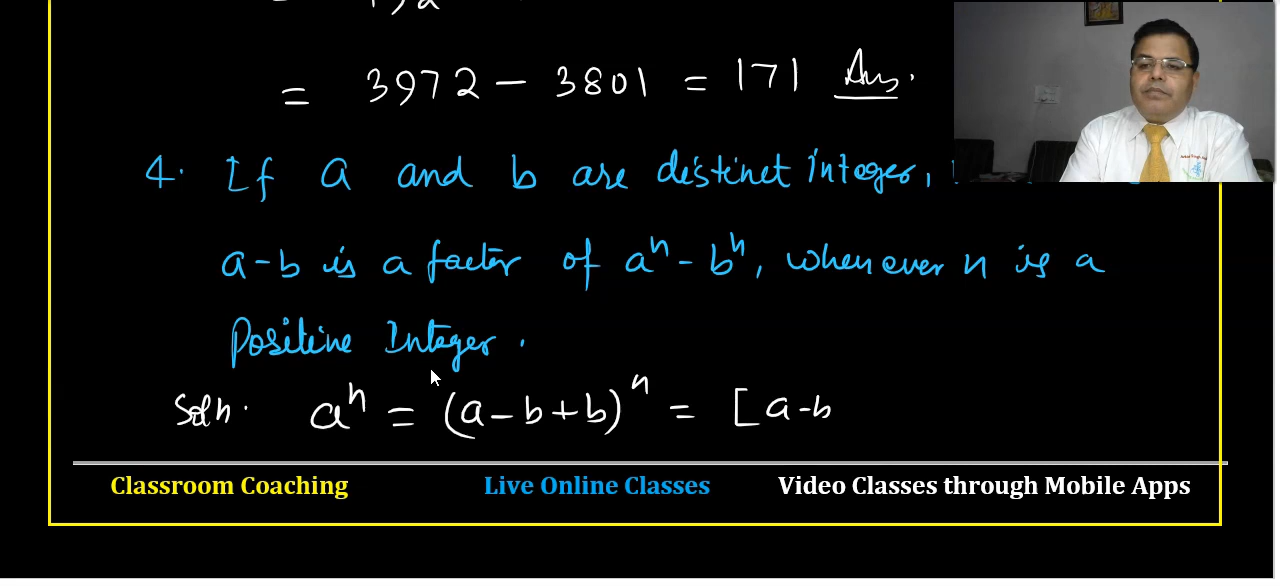 = 3972 - 3801 = 171 Ans.
4. If a and b are distinct integer,
a-b is a factor of aⁿ - bⁿ, whenever n is a
Positive Integer.
Soln. aⁿ = (a-b+b)ⁿ = [a-b
Classroom Coaching Live Online Classes Video Classes through Mobile Apps